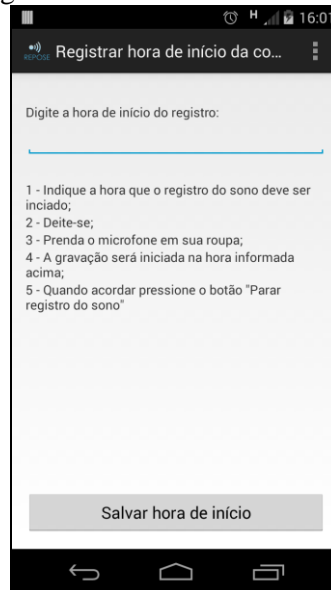 H 16:01
REPOSE Registrar hora de início da co...
Digite a hora de início do registro:
1 - Indique a hora que o registro do sono deve ser
inciado;
2 - Deite-se;
3 - Prenda o microfone em sua roupa;
4 - A gravação será iniciada na hora informada
acima;
5 - Quando acordar pressione o botão "Parar
registro do sono"
Salvar hora de início